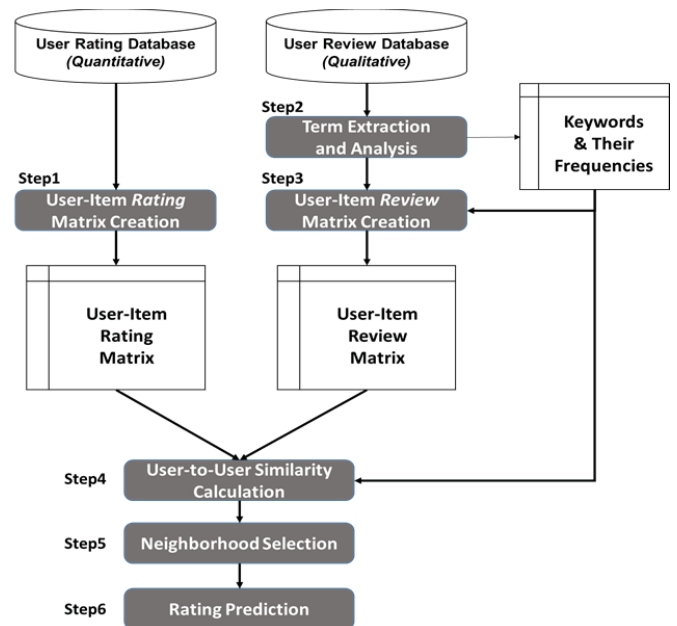 User Rating Database
(Quantitative)
User Review Database
(Qualitative)
Step2
Term Extraction
and Analysis
Keywords
& Their
Frequencies
Step1
User-Item Rating
Matrix Creation
Step3
User-Item Review
Matrix Creation
User-Item
Rating
Matrix
User-Item
Review
Matrix
Step4
User-to-User Similarity
Calculation
Step5
Neighborhood Selection
Step6
Rating Prediction